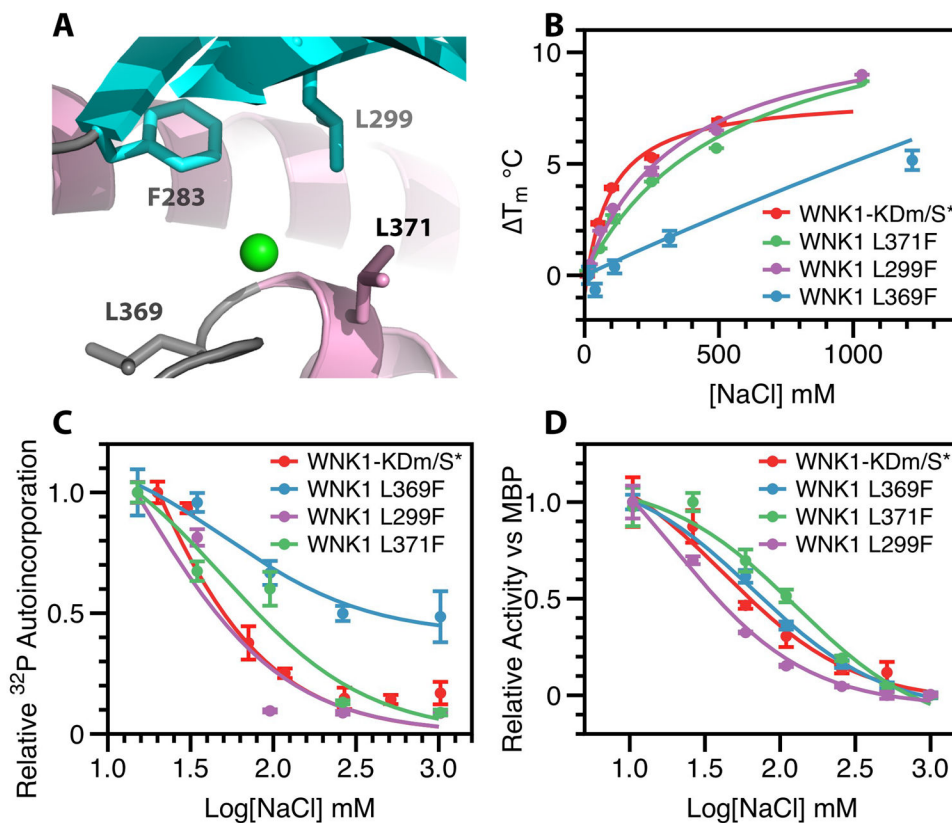 A
L299
F283
L371
L369
B
10
5
0
ΔTm °C
0
500
1000
[NaCl] mM
WNK1-KDm/S*
WNK1 L371F
WNK1 L299F
WNK1 L369F
C
Relative 32P Autoincorporation
1.0
0.5
0
1.0
1.5
2.0
2.5
3.0
Log[NaCl] mM
WNK1-KDm/S*
WNK1 L369F
WNK1 L299F
WNK1 L371F
D
Relative Activity vs MBP
1.0
0.5
0
1.0
1.5
2.0
2.5
3.0
Log[NaCl] mM
WNK1-KDm/S*
WNK1 L369F
WNK1 L371F
WNK1 L299F